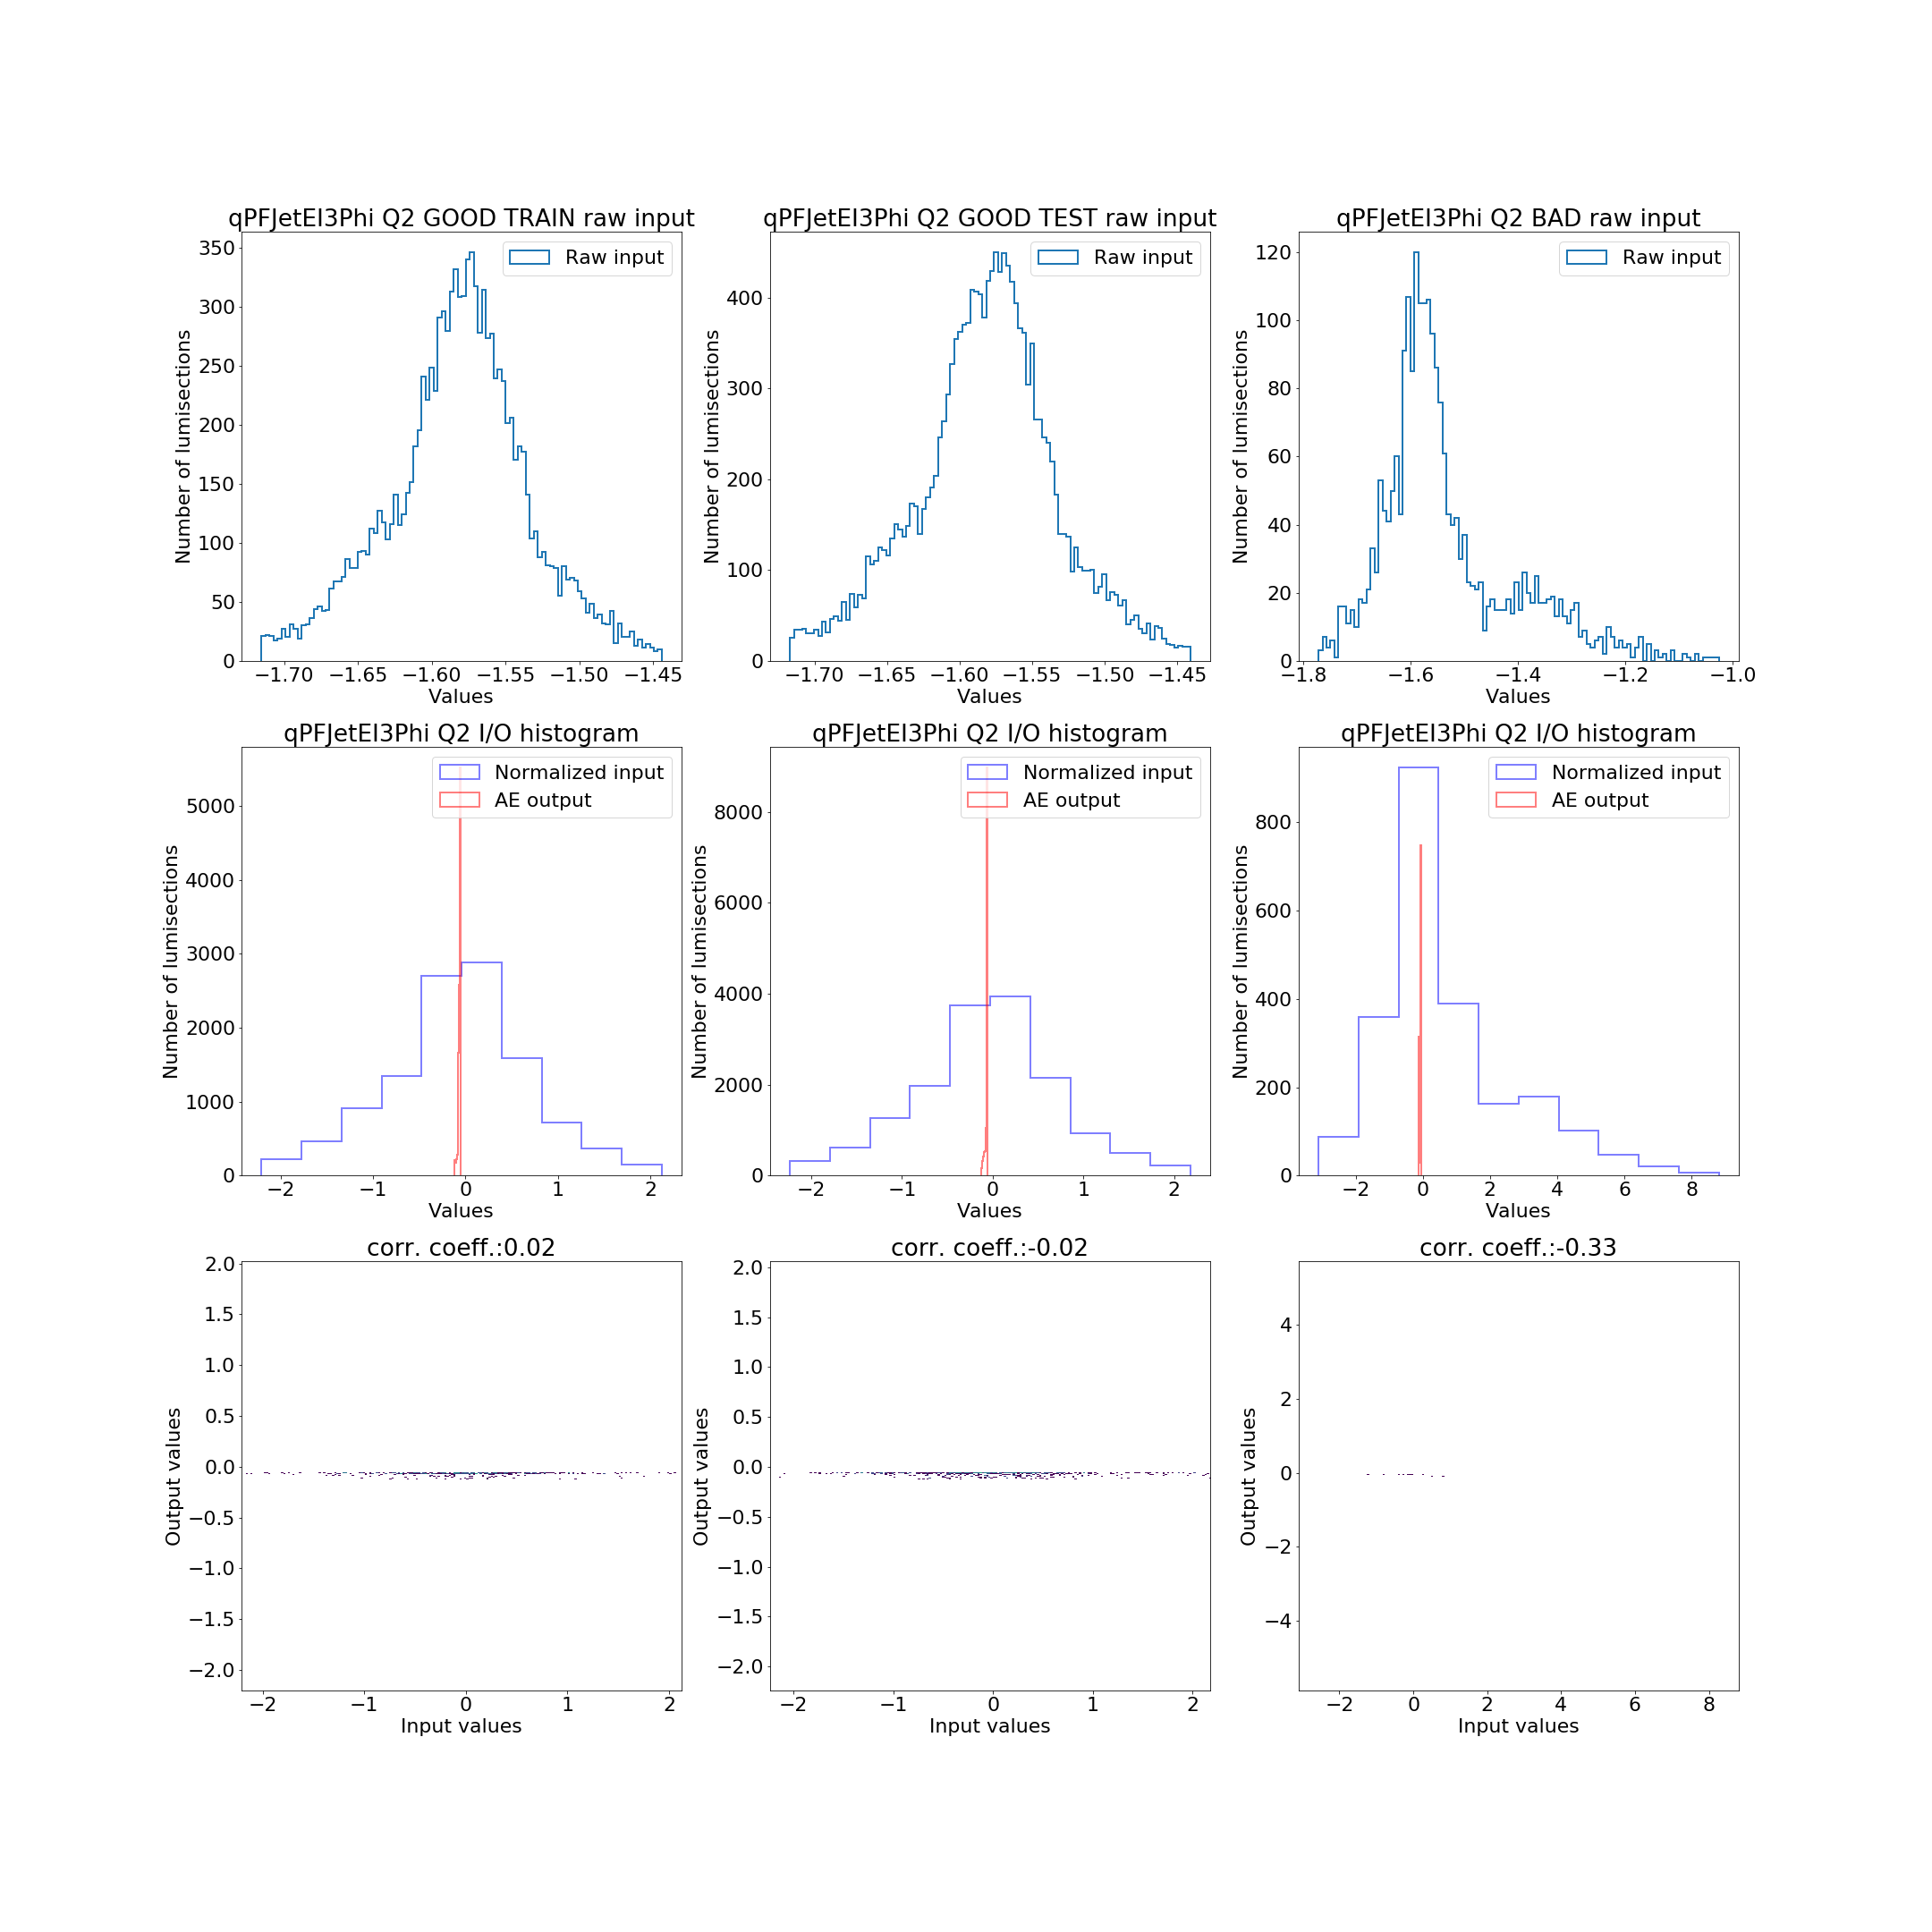 qPFJetEI3Phi Q2 GOOD TRAIN raw input
Raw input
350
300
250
200
150
100
50
0
Number of lumisections
−1.70 −1.65 −1.60 −1.55 −1.50 −1.45
Values
qPFJetEI3Phi Q2 GOOD TEST raw input
Raw input
400
300
200
100
0
Number of lumisections
−1.70 −1.65 −1.60 −1.55 −1.50 −1.45
Values
qPFJetEI3Phi Q2 BAD raw input
Raw input
120
100
80
60
40
20
0
Number of lumisections
−1.8 −1.6 −1.4 −1.2 −1.0
Values
qPFJetEI3Phi Q2 I/O histogram
Normalized input
AE output
5000
4000
3000
2000
1000
0
Number of lumisections
−2 −1 0 1 2
Values
qPFJetEI3Phi Q2 I/O histogram
Normalized input
AE output
8000
6000
4000
2000
0
Number of lumisections
−2 −1 0 1 2
Values
qPFJetEI3Phi Q2 I/O histogram
Normalized input
AE output
800
600
400
200
0
Number of lumisections
−2 0 2 4 6 8
Values
corr. coeff.:0.02
2.0
1.5
1.0
0.5
0.0
−0.5
−1.0
−1.5
−2.0
Output values
−2 −1 0 1 2
Input values
corr. coeff.:-0.02
2.0
1.5
1.0
0.5
0.0
−0.5
−1.0
−1.5
−2.0
Output values
−2 −1 0 1 2
Input values
corr. coeff.:-0.33
4
2
0
−2
−4
Output values
−2 0 2 4 6 8
Input values